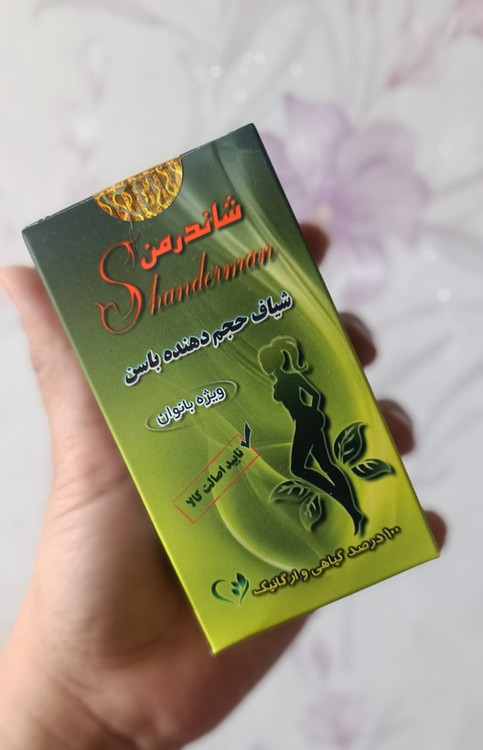 شاندرمن
Shanderman
شیاف حجم دهنده باسن
ویژه بانوان
تایید اصالت کالا
۱۰۰ درصد گیاهی و ارگانیک